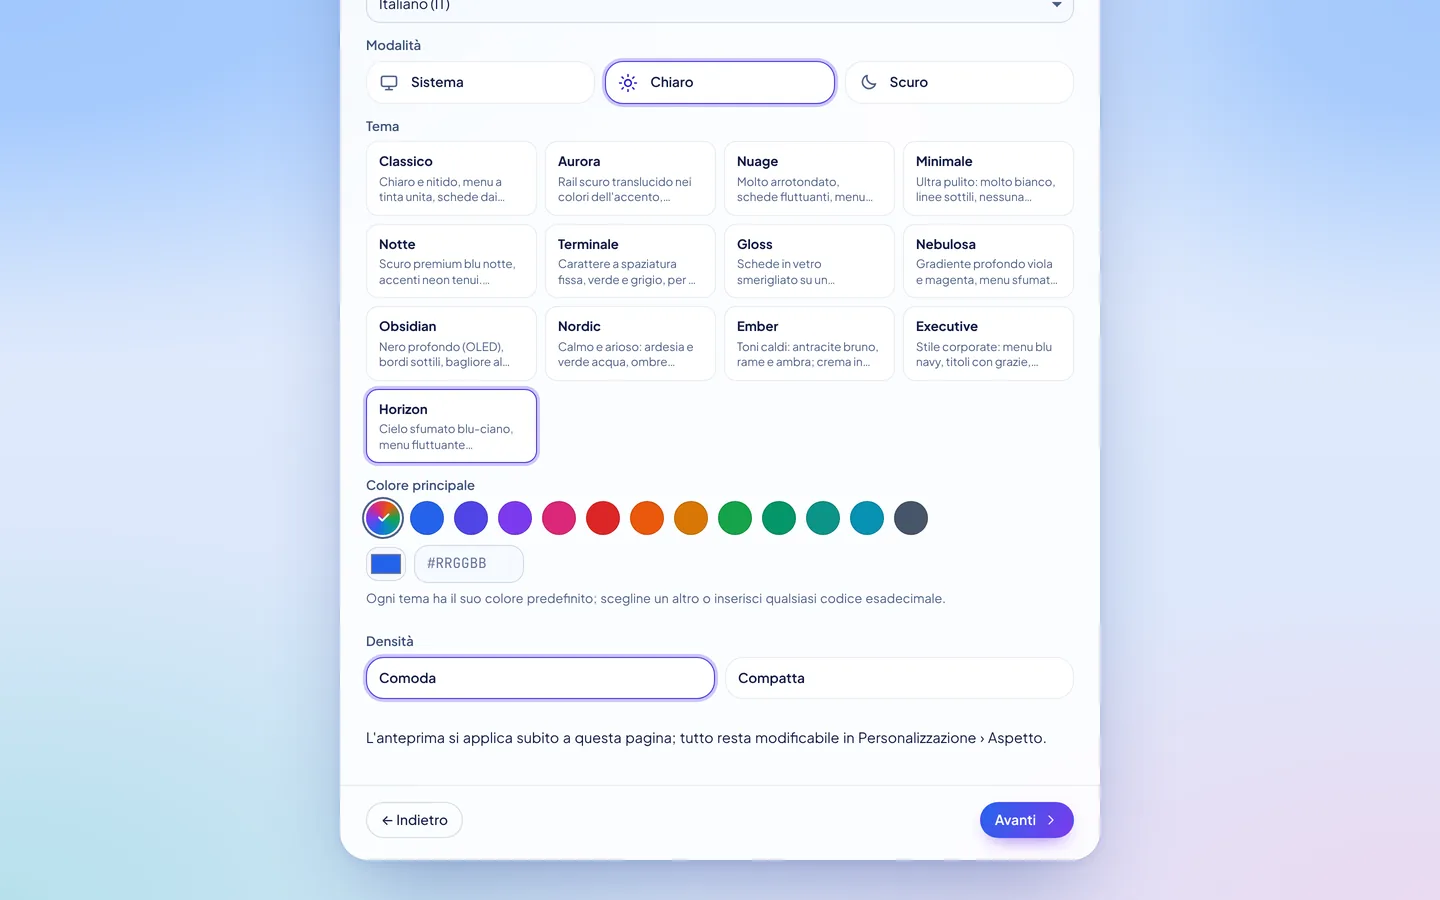 Italiano (IT)
Modalità
Sistema
Chiaro
Scuro
Tema
Classico
Chiaro e nitido, menu a
tinta unita, schede dai…
Aurora
Rail scuro translucido nei
colori dell'accento,…
Nuage
Molto arrotondato,
schede fluttuanti, menu…
Minimale
Ultra pulito: molto bianco,
linee sottili, nessuna…
Notte
Scuro premium blu notte,
accenti neon tenui.…
Terminale
Carattere a spaziatura
fissa, verde e grigio, per …
Gloss
Schede in vetro
smerigliato su un…
Nebulosa
Gradiente profondo viola
e magenta, menu sfumat…
Obsidian
Nero profondo (OLED),
bordi sottili, bagliore al…
Nordic
Calmo e arioso: ardesia e
verde acqua, ombre…
Ember
Toni caldi: antracite bruno,
rame e ambra; crema in…
Executive
Stile corporate: menu blu
navy, titoli con grazie,…
Horizon
Cielo sfumato blu-ciano,
menu fluttuante…
Colore principale
#RRGGBB
Ogni tema ha il suo colore predefinito; scegline un altro o inserisci qualsiasi codice esadecimale.
Densità
Comoda
Compatta
L'anteprima si applica subito a questa pagina; tutto resta modificabile in Personalizzazione › Aspetto.
← Indietro
Avanti